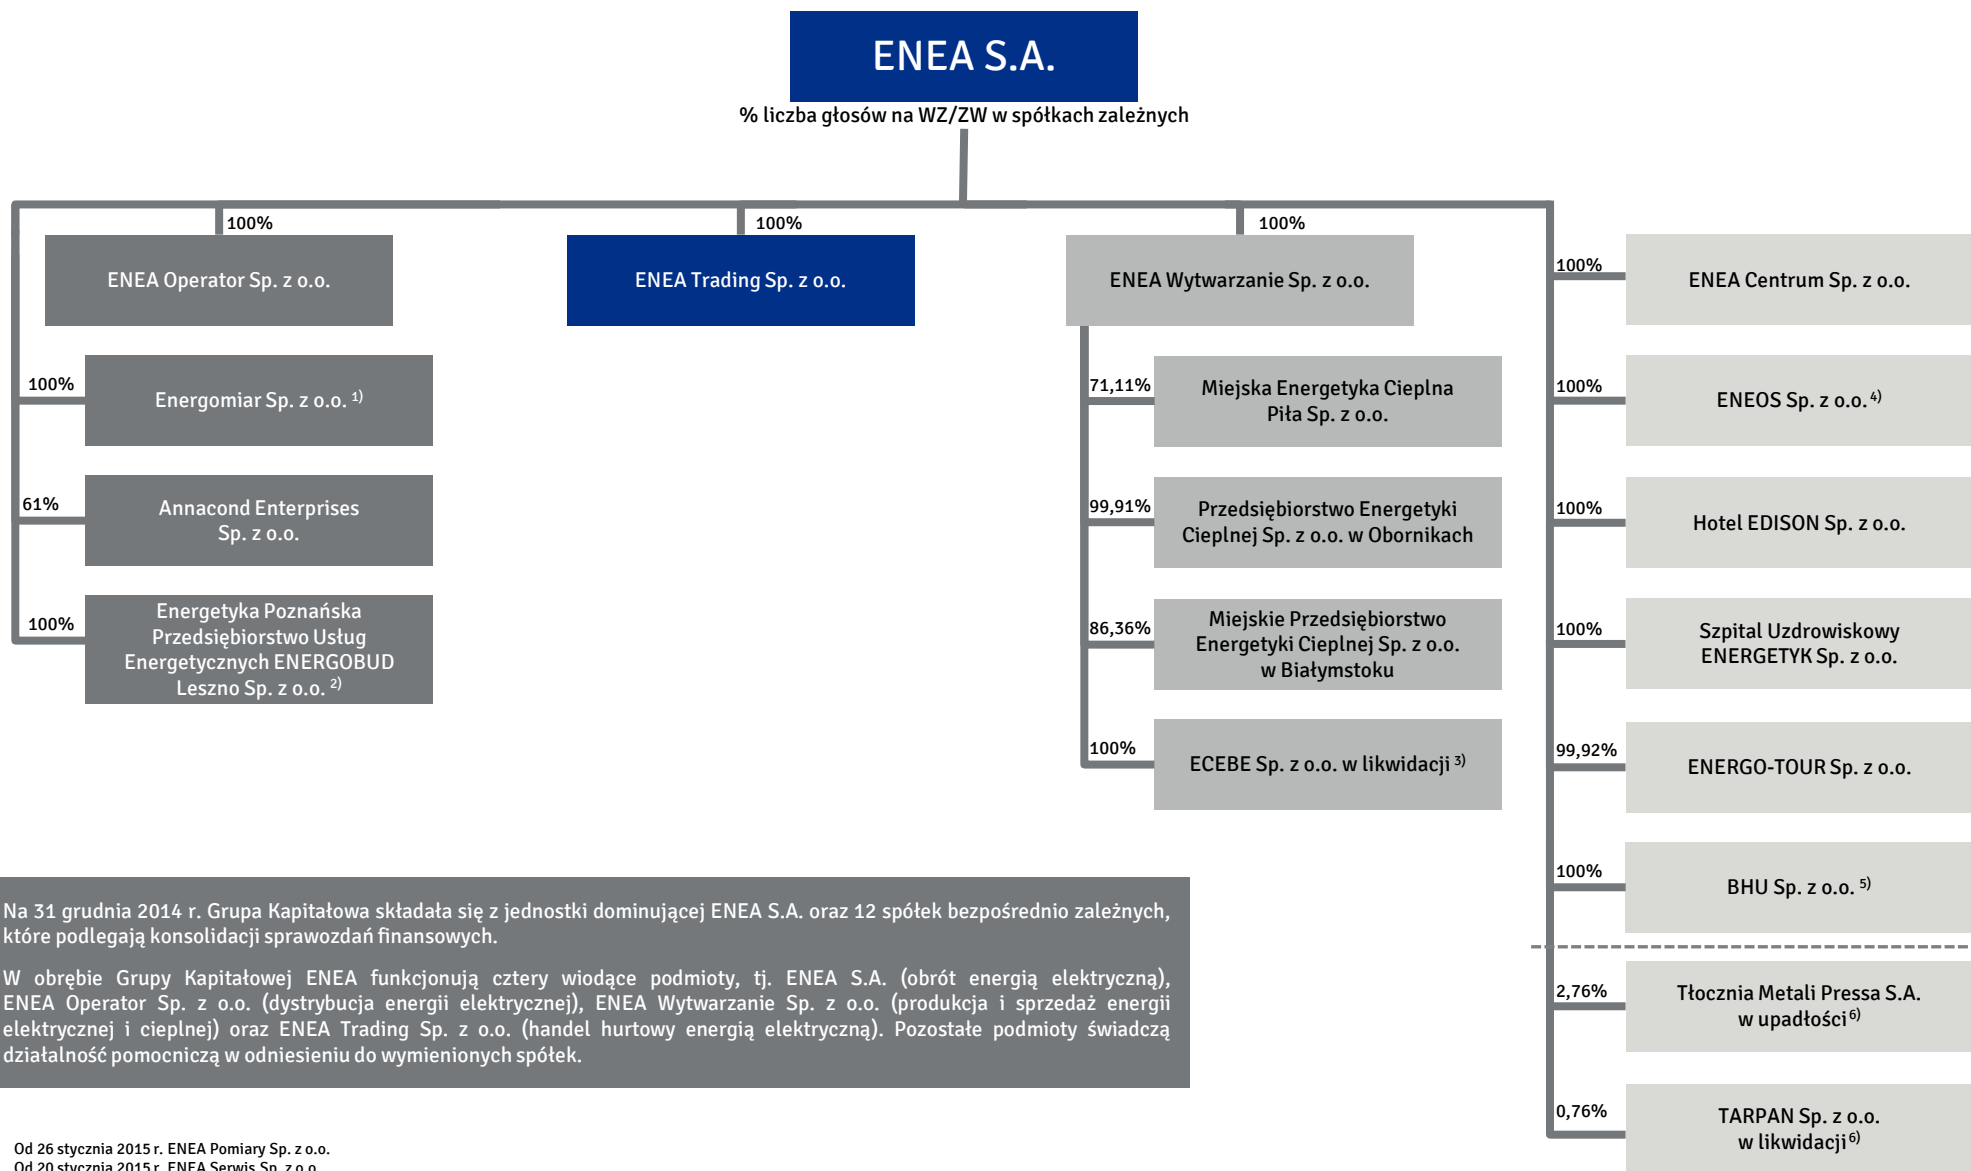 ENEA S.A.
% liczba głosów na WZ/ZW w spółkach zależnych
100%
ENEA Operator Sp. z o.o.
100%
ENEA Trading Sp. z o.o.
100%
ENEA Wytwarzanie Sp. z o.o.
100%
Energomiar Sp. z o.o. 1)
61%
Annacond Enterprises
Sp. z o.o.
100%
Energetyka Poznańska
Przedsiębiorstwo Usług
Energetycznych ENERGOBUD
Leszno Sp. z o.o. 2)
71,11%
Miejska Energetyka Cieplna
Piła Sp. z o.o.
99,91%
Przedsiębiorstwo Energetyki
Cieplnej Sp. z o.o. w Obornikach
86,36%
Miejskie Przedsiębiorstwo
Energetyki Cieplnej Sp. z o.o.
w Białymstoku
100%
ECEBE Sp. z o.o. w likwidacji 3)
100%
ENEA Centrum Sp. z o.o.
100%
ENEOS Sp. z o.o. 4)
100%
Hotel EDISON Sp. z o.o.
100%
Szpital Uzdrowiskowy
ENERGETYK Sp. z o.o.
99,92%
ENERGO-TOUR Sp. z o.o.
100%
BHU Sp. z o.o. 5)
2,76%
Tłocznia Metali Pressa S.A.
w upadłości 6)
0,76%
TARPAN Sp. z o.o.
w likwidacji 6)
Na 31 grudnia 2014 r. Grupa Kapitałowa składała się z jednostki dominującej ENEA S.A. oraz 12 spółek bezpośrednio zależnych,
które podlegają konsolidacji sprawozdań finansowych.
W obrębie Grupy Kapitałowej ENEA funkcjonują cztery wiodące podmioty, tj. ENEA S.A. (obrót energią elektryczną),
ENEA Operator Sp. z o.o. (dystrybucja energii elektrycznej), ENEA Wytwarzanie Sp. z o.o. (produkcja i sprzedaż energii
elektrycznej i cieplnej) oraz ENEA Trading Sp. z o.o. (handel hurtowy energią elektryczną). Pozostałe podmioty świadczą
działalność pomocniczą w odniesieniu do wymienionych spółek.
Od 26 stycznia 2015 r. ENEA Pomiary Sp. z o.o.
Od 20 stycznia 2015 r. ENEA Serwis Sp. z o.o.